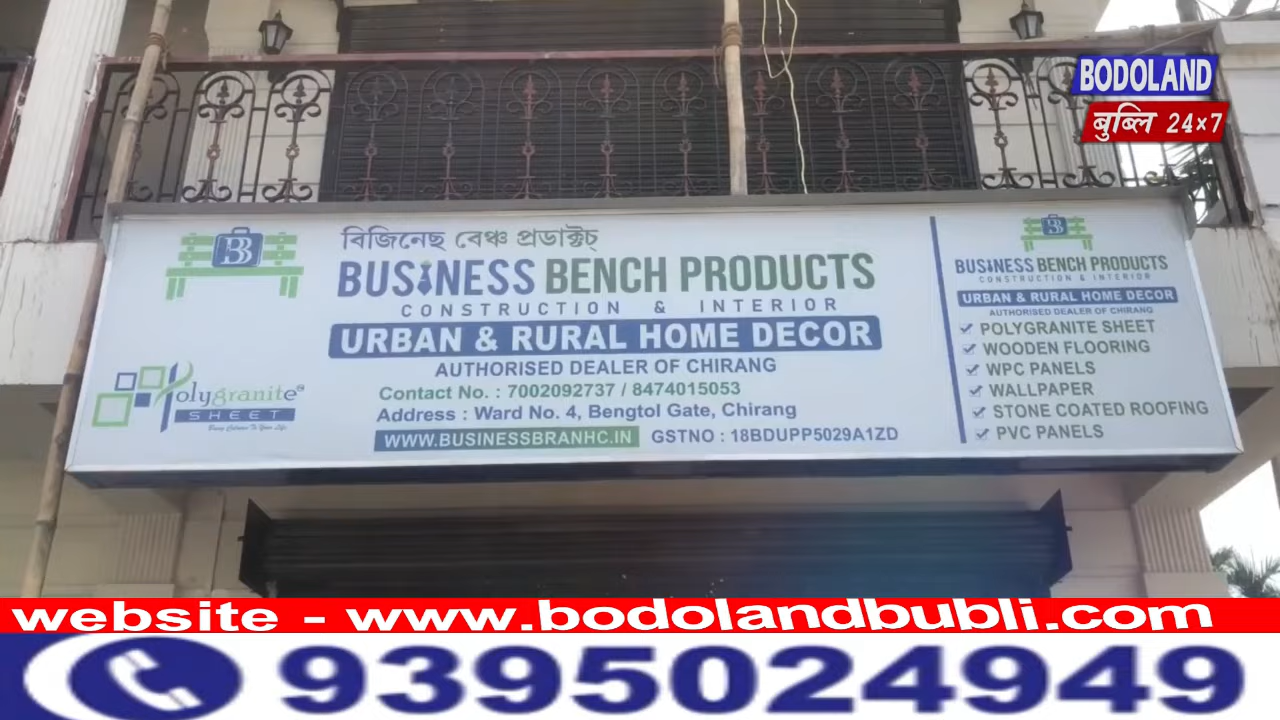 BODOLAND
बुब्लि 24×7
BB
বিজিনেছ বেঞ্চ প্ৰডাক্টচ্
BUSINESS BENCH PRODUCTS
CONSTRUCTION & INTERIOR
URBAN & RURAL HOME DECOR
AUTHORISED DEALER OF CHIRANG
Contact No. : 7002092737 / 8474015053
Address : Ward No. 4, Bengtol Gate, Chirang
WWW.BUSINESSBRANHC.IN GSTNO : 18BDUPP5029A1ZD
Polygranite
SHEET
BB
BUSINESS BENCH PRODUCTS
CONSTRUCTION & INTERIOR
URBAN & RURAL HOME DECOR
AUTHORISED DEALER OF CHIRANG
POLYGRANITE SHEET
WOODEN FLOORING
WPC PANELS
WALLPAPER
STONE COATED ROOFING
PVC PANELS
website - www.bodolandbubli.com
9395024949